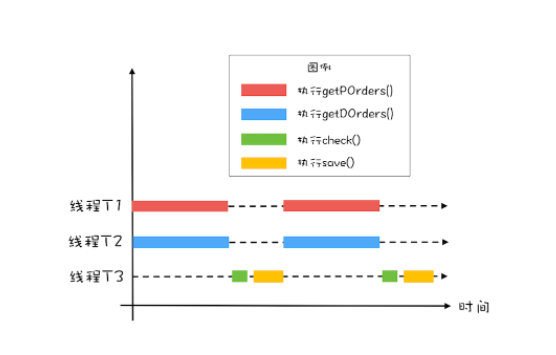 图例
执行getPOrders()
执行getDOrders()
执行check()
执行save()
线程T1
线程T2
线程T3
时间